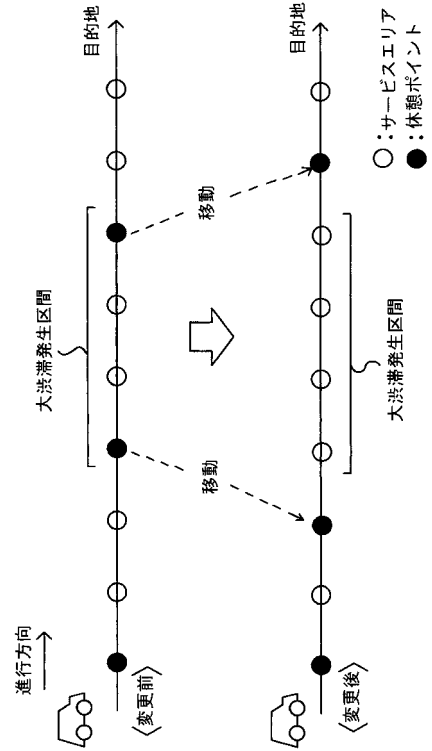 進行方向
〈変更前〉
大渋滞発生区間
目的地
移動
移動
〈変更後〉
大渋滞発生区間
目的地
○:サービスエリア
●:休憩ポイント